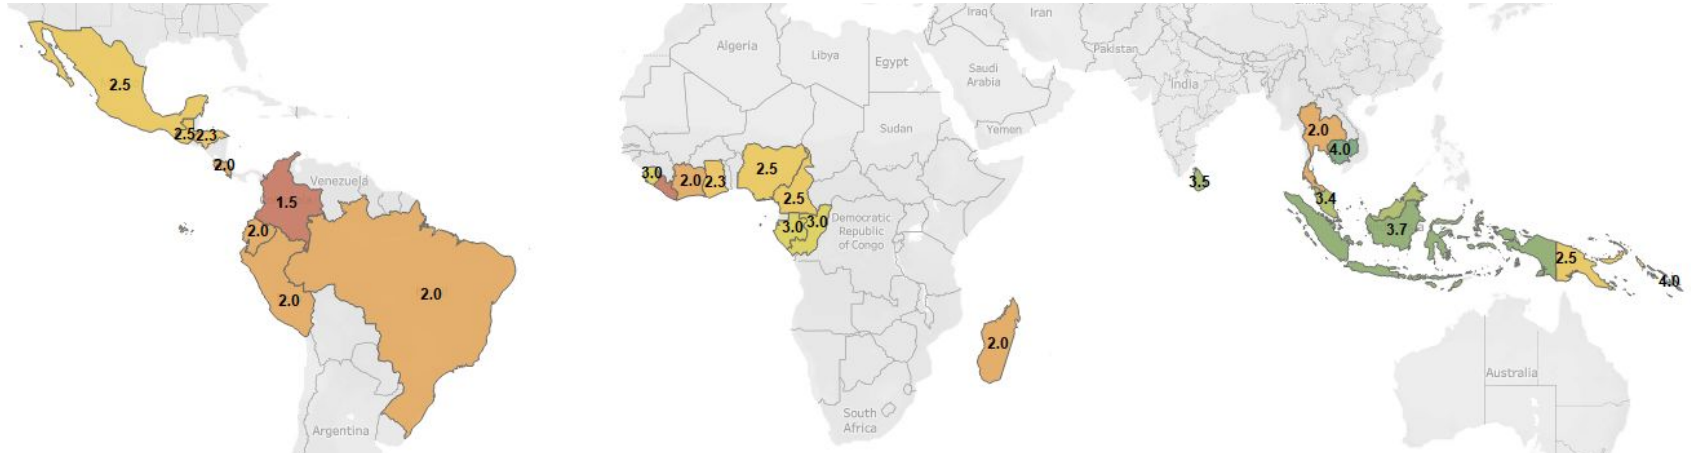 2.5
2.5
2.3
2.0
Venezuela
1.5
2.0
2.0
2.0
Argentina
Algeria
Libya
Egypt
Iraq
Iran
Saudi
Arabia
Sudan
Yemen
3.0
2.0
2.3
2.5
2.5
3.0
3.0
Democratic
Republic
of Congo
2.0
South
Africa
Pakistan
India
3.5
2.0
4.0
3.4
3.7
2.5
4.0
Australia